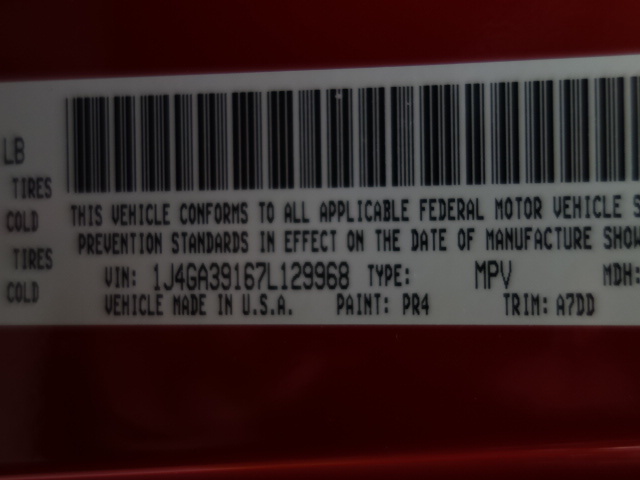 LB
TIRES
COLD
TIRES
COLD
THIS VEHICLE CONFORMS TO ALL APPLICABLE FEDERAL MOTOR VEHICLE S
PREVENTION STANDARDS IN EFFECT ON THE DATE OF MANUFACTURE SHOW
VIN: 1J4GA39167L129968 TYPE: MPV MDH:
VEHICLE MADE IN U.S.A. PAINT: PR4 TRIM: A7DD